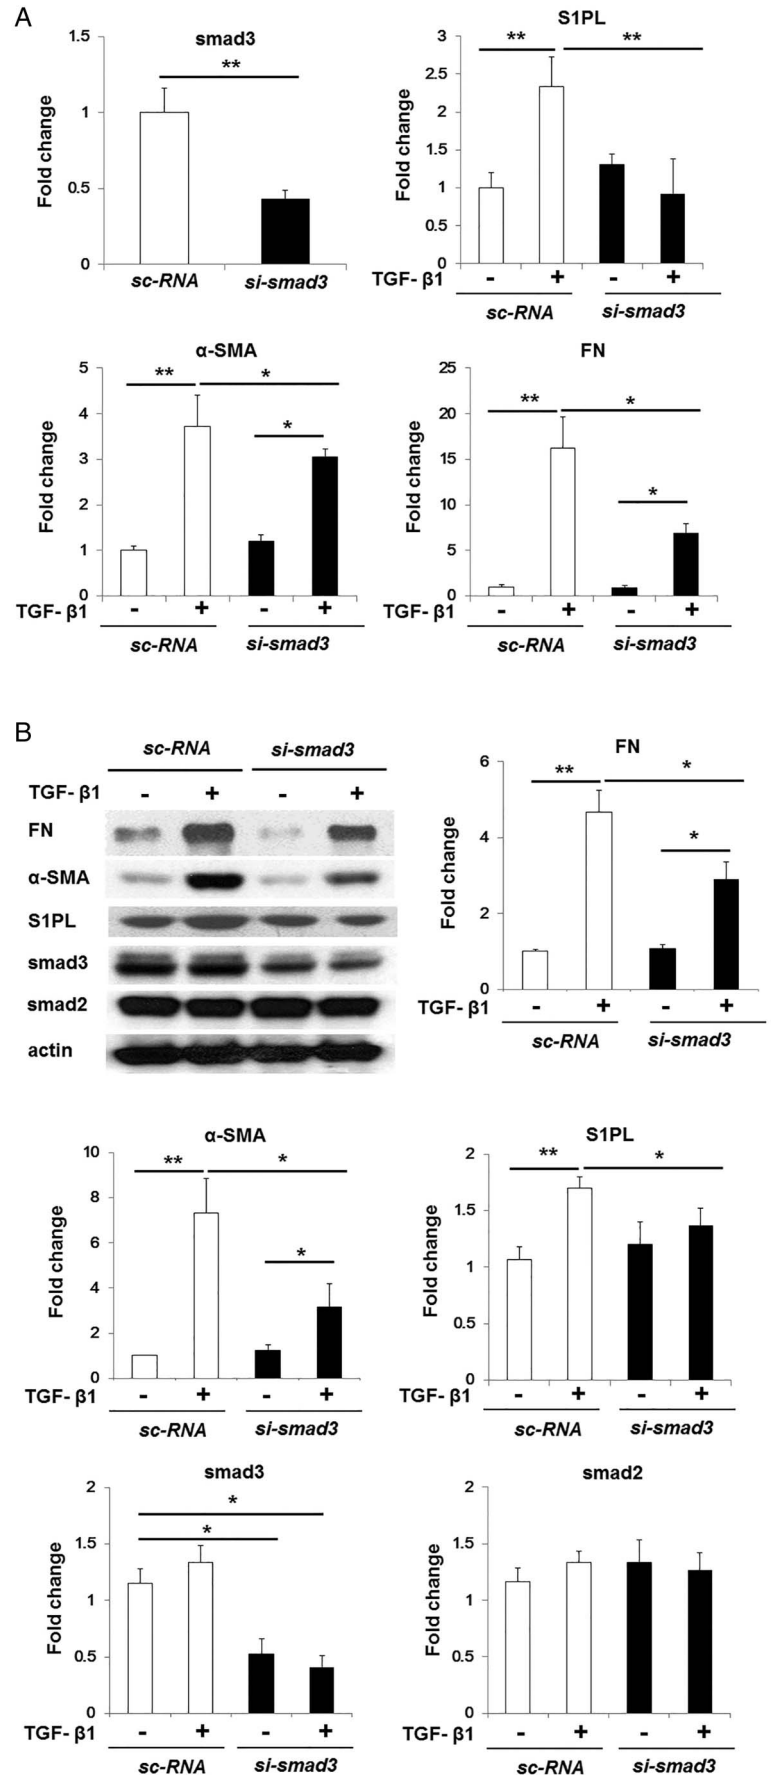 A
smad3
**
Fold change
1.5
1
0.5
0
sc-RNA si-smad3
S1PL
** **
Fold change
3
2.5
2
1.5
1
0.5
0
TGF- β1 - + - +
sc-RNA si-smad3
α-SMA
** *
*
Fold change
5
4
3
2
1
0
TGF- β1 - + - +
sc-RNA si-smad3
FN
** *
*
Fold change
25
20
15
10
5
0
TGF- β1 - + - +
sc-RNA si-smad3
B
sc-RNA si-smad3
TGF- β1 - + - +
FN
α-SMA
S1PL
smad3
smad2
actin
FN
** *
*
Fold change
6
4
2
0
TGF- β1 - + - +
sc-RNA si-smad3
α-SMA
** *
*
Fold change
10
8
6
4
2
0
TGF- β1 - + - +
sc-RNA si-smad3
S1PL
** *
Fold change
2
1.5
1
0.5
0
TGF- β1 - + - +
sc-RNA si-smad3
smad3
*
*
Fold change
2
1.5
1
0.5
0
TGF- β1 - + - +
sc-RNA si-smad3
smad2
Fold change
2
1.5
1
0.5
0
TGF- β1 - + - +
sc-RNA si-smad3